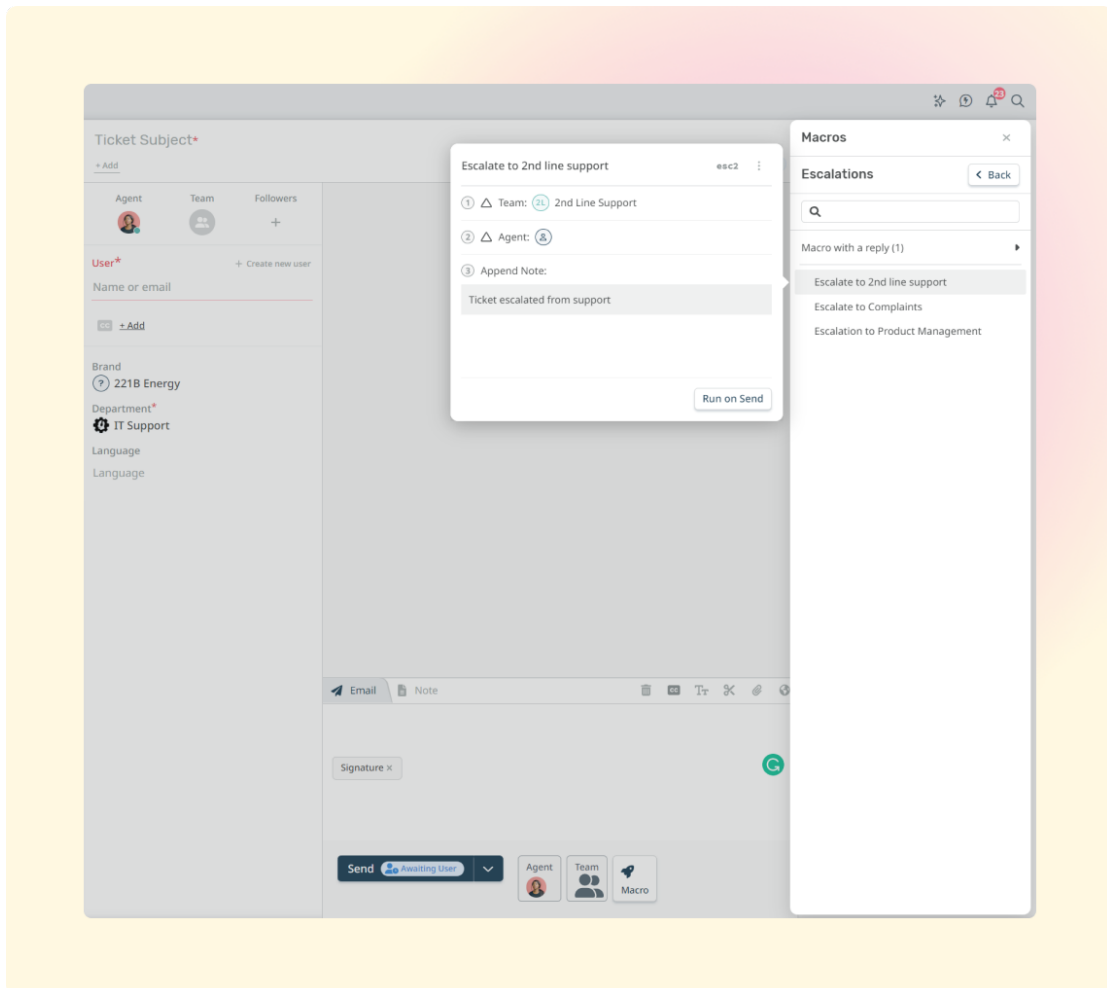 23
Ticket Subject*
+ Add
Agent Team Followers
User* + Create new user
Name or email
CC + Add
Brand
? 221B Energy
Department*
IT Support
Language
Language
Escalate to 2nd line support esc2
1 Team: 2L 2nd Line Support
2 Agent:
3 Append Note:
Ticket escalated from support
Run on Send
Macros ×
Escalations
< Back
Macro with a reply (1)
Escalate to 2nd line support
Escalate to Complaints
Escalation to Product Management
Email Note CC TT
Signature ×
G
Send Awaiting User
Agent
Team
Macro